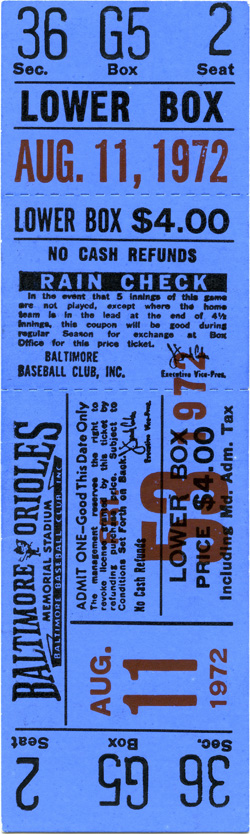 36 G5 2
Sec. Box Seat
LOWER BOX
AUG. 11, 1972
LOWER BOX $4.00
NO CASH REFUNDS
RAIN CHECK
In the event that 5 innings of this game
are not played, except where the home
team is in the lead at the end of 4½
innings, this coupon will be good during
regular Season for exchange at Box
Office for this price ticket.
BALTIMORE
BASEBALL CLUB, INC.
Executive Vice-Pres.
BALTIMORE ORIOLES
MEMORIAL STADIUM
BALTIMORE BASEBALL CLUB, INC.
ADMIT ONE—Good This Date Only
The management reserves the right to
revoke license granted by this ticket by
refunding purchase price. Subject to
Conditions Set Forth on Back.
Executive Vice-Pres.
No Cash Refunds
52
LOWER BOX
PRICE $4.00
Including Md. Adm. Tax
AUG.
11
1972
Sec. Box Seat
36 G5 2